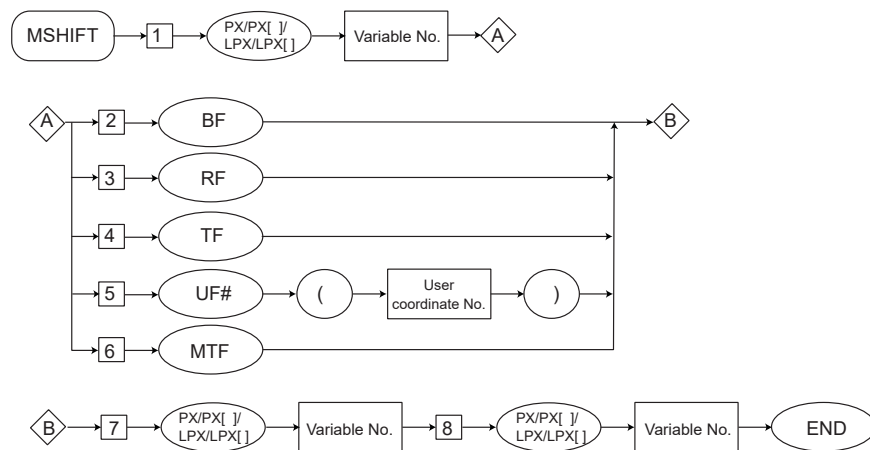 MSHIFT 1 PX/PX[ ]/ LPX/LPX[ ] Variable No. A
A 2 BF B
3 RF
4 TF
5 UF# ( User coordinate No. )
6 MTF
B 7 PX/PX[ ]/ LPX/LPX[ ] Variable No. 8 PX/PX[ ]/ LPX/LPX[ ] Variable No. END